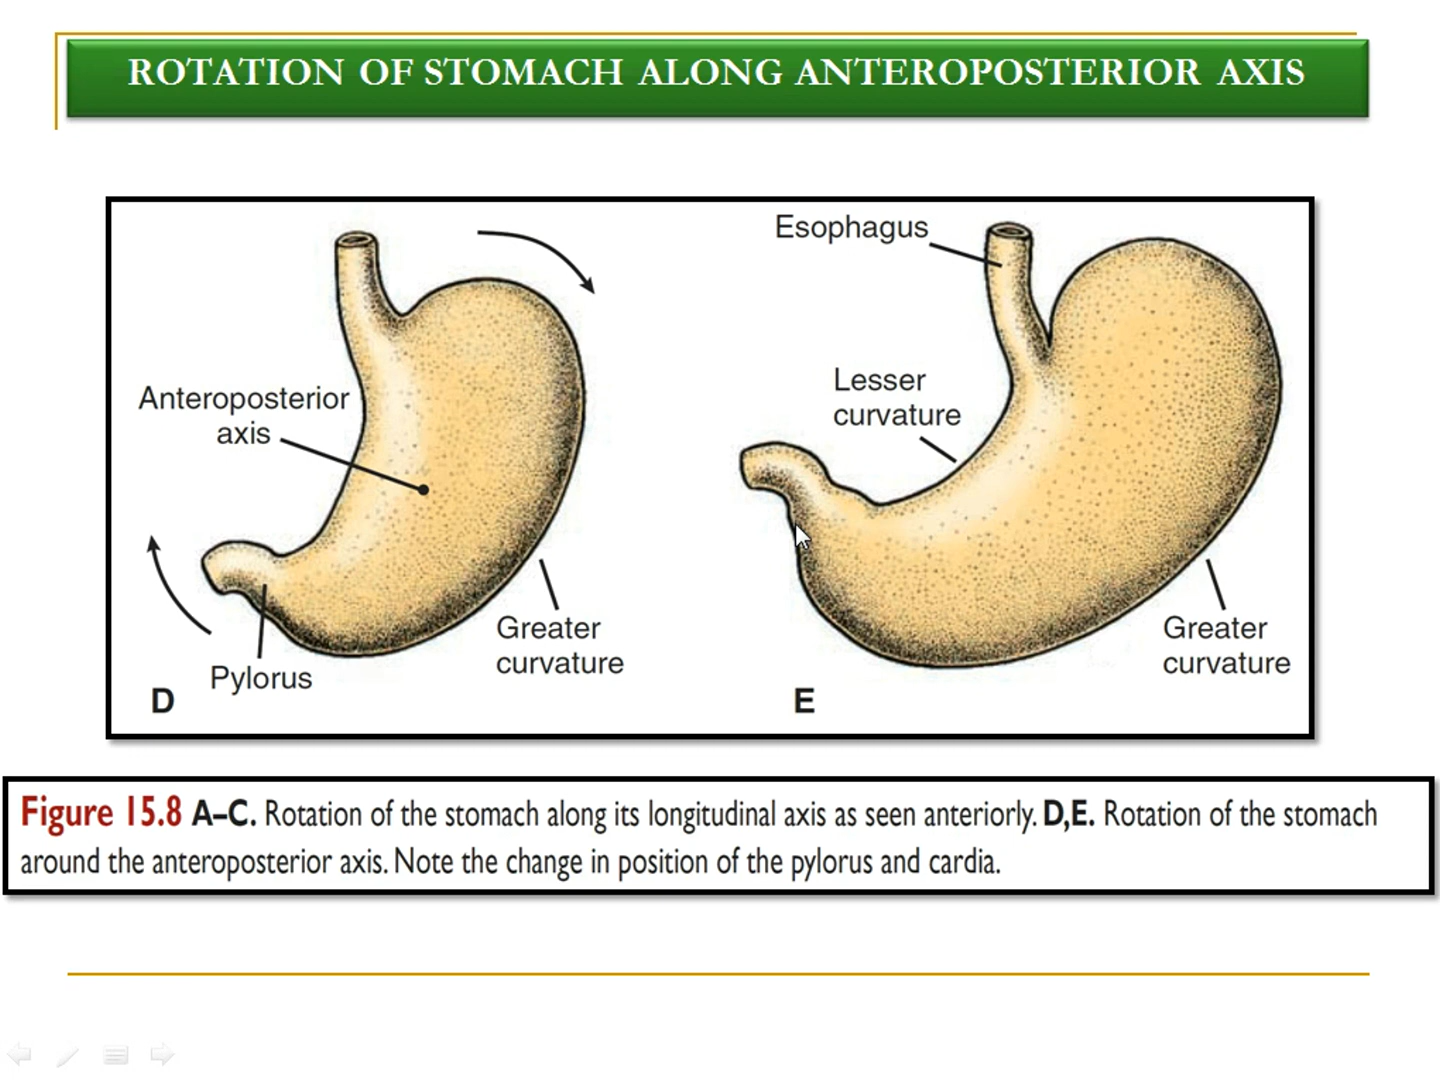 ROTATION OF STOMACH ALONG ANTEROPOSTERIOR AXIS
Anteroposterior
axis
Pylorus
Greater
curvature
D
Esophagus
Lesser
curvature
Greater
curvature
E
Figure 15.8 A–C. Rotation of the stomach along its longitudinal axis as seen anteriorly. D,E. Rotation of the stomach
around the anteroposterior axis. Note the change in position of the pylorus and cardia.